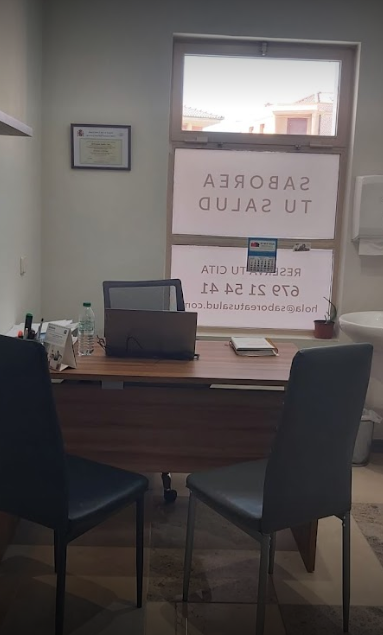 SABOREA
TU SALUD
RESERVA TU CITA
679 21 54 41
hola@saboreatusalud.com